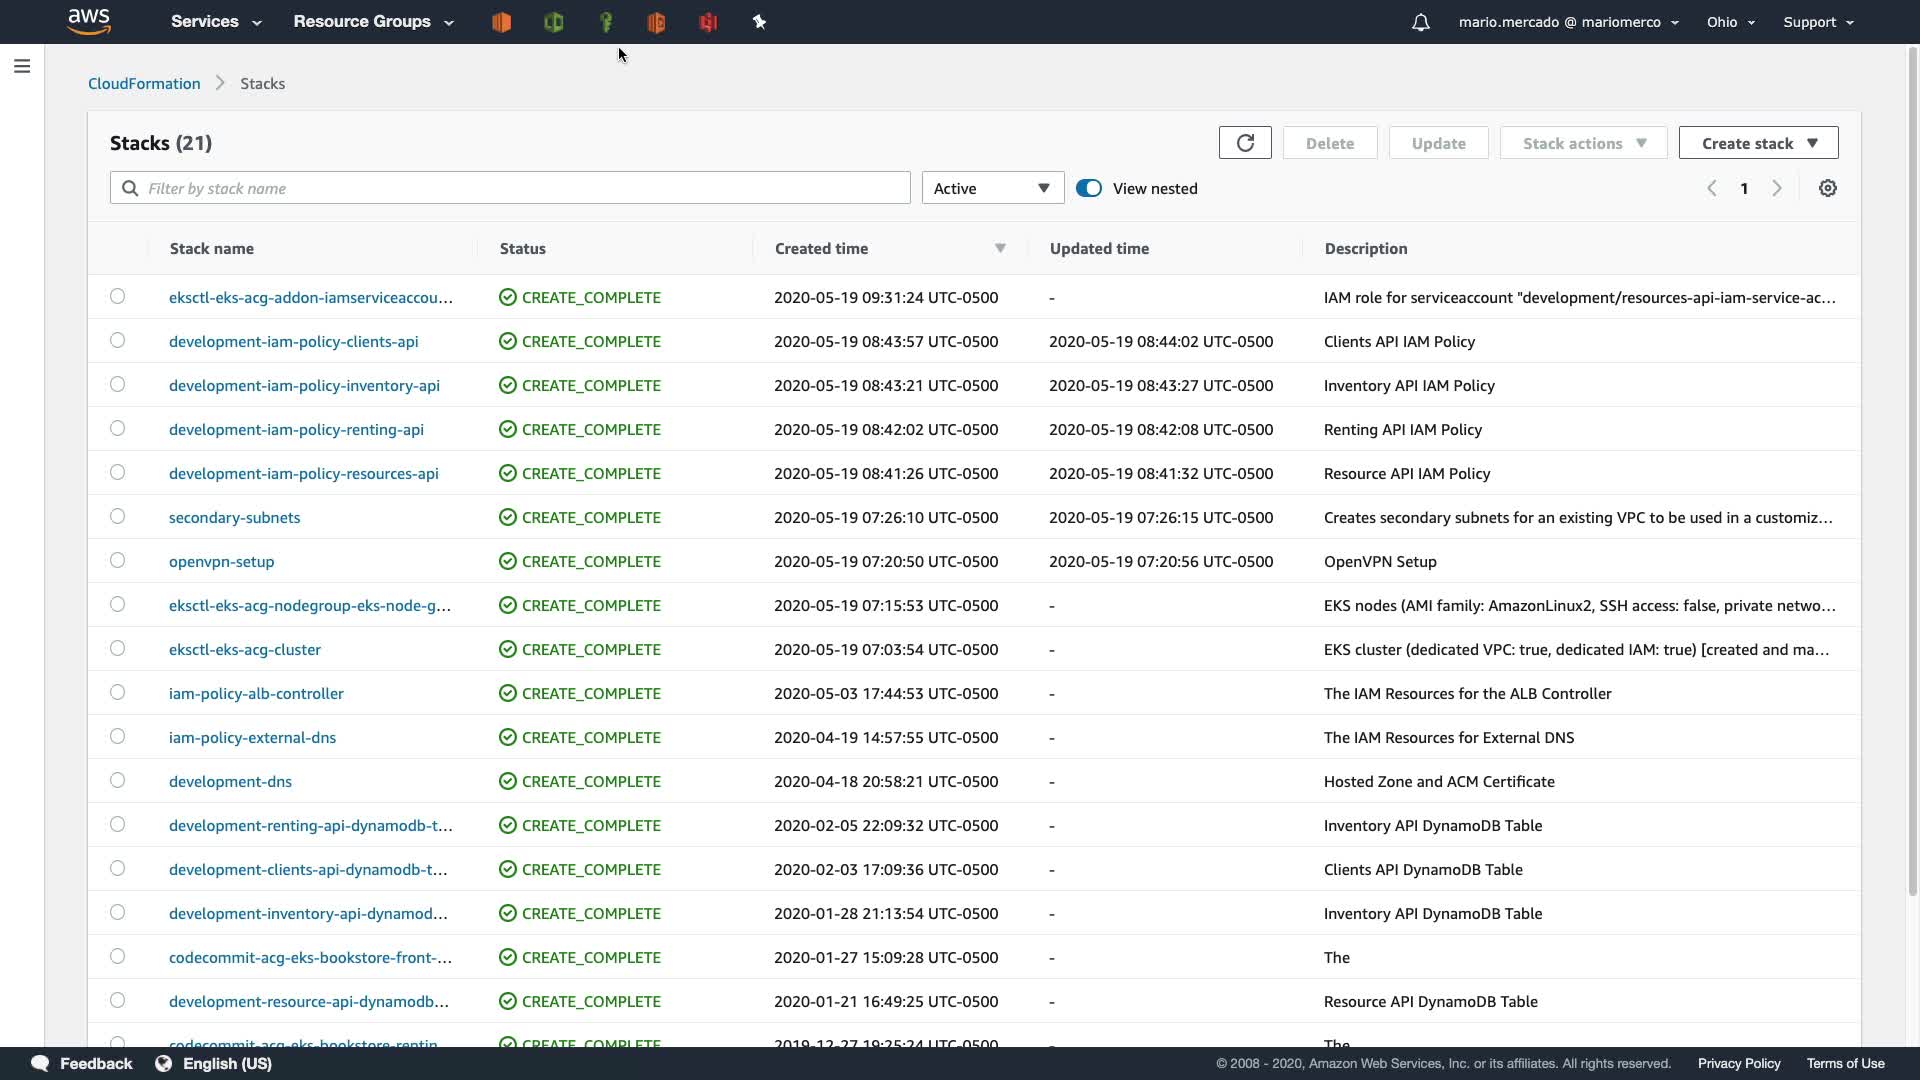 aws Services Resource Groups mario.mercado @ mariomerco Ohio Support
CloudFormation Stacks
Stacks (21) Delete Update Stack actions Create stack
Filter by stack name Active View nested 1
Stack name Status Created time Updated time Description
eksctl-eks-acg-addon-iamserviceaccou... CREATE_COMPLETE 2020-05-19 09:31:24 UTC-0500 - IAM role for serviceaccount "development/resources-api-iam-service-ac...
development-iam-policy-clients-api CREATE_COMPLETE 2020-05-19 08:43:57 UTC-0500 2020-05-19 08:44:02 UTC-0500 Clients API IAM Policy
development-iam-policy-inventory-api CREATE_COMPLETE 2020-05-19 08:43:21 UTC-0500 2020-05-19 08:43:27 UTC-0500 Inventory API IAM Policy
development-iam-policy-renting-api CREATE_COMPLETE 2020-05-19 08:42:02 UTC-0500 2020-05-19 08:42:08 UTC-0500 Renting API IAM Policy
development-iam-policy-resources-api CREATE_COMPLETE 2020-05-19 08:41:26 UTC-0500 2020-05-19 08:41:32 UTC-0500 Resource API IAM Policy
secondary-subnets CREATE_COMPLETE 2020-05-19 07:26:10 UTC-0500 2020-05-19 07:26:15 UTC-0500 Creates secondary subnets for an existing VPC to be used in a customiz...
openvpn-setup CREATE_COMPLETE 2020-05-19 07:20:50 UTC-0500 2020-05-19 07:20:56 UTC-0500 OpenVPN Setup
eksctl-eks-acg-nodegroup-eks-node-g... CREATE_COMPLETE 2020-05-19 07:15:53 UTC-0500 - EKS nodes (AMI family: AmazonLinux2, SSH access: false, private netwo...
eksctl-eks-acg-cluster CREATE_COMPLETE 2020-05-19 07:03:54 UTC-0500 - EKS cluster (dedicated VPC: true, dedicated IAM: true) [created and ma...
iam-policy-alb-controller CREATE_COMPLETE 2020-05-03 17:44:53 UTC-0500 - The IAM Resources for the ALB Controller
iam-policy-external-dns CREATE_COMPLETE 2020-04-19 14:57:55 UTC-0500 - The IAM Resources for External DNS
development-dns CREATE_COMPLETE 2020-04-18 20:58:21 UTC-0500 - Hosted Zone and ACM Certificate
development-renting-api-dynamodb-t... CREATE_COMPLETE 2020-02-05 22:09:32 UTC-0500 - Inventory API DynamoDB Table
development-clients-api-dynamodb-t... CREATE_COMPLETE 2020-02-03 17:09:36 UTC-0500 - Clients API DynamoDB Table
development-inventory-api-dynamod... CREATE_COMPLETE 2020-01-28 21:13:54 UTC-0500 - Inventory API DynamoDB Table
codecommit-acg-eks-bookstore-front-... CREATE_COMPLETE 2020-01-27 15:09:28 UTC-0500 - The
development-resource-api-dynamodb... CREATE_COMPLETE 2020-01-21 16:49:25 UTC-0500 - Resource API DynamoDB Table
codecommit-acg-eks-bookstore-rentin CREATE_COMPLETE 2019-12-27 19:25:24 UTC-0500 - The
Feedback English (US) © 2008 - 2020, Amazon Web Services, Inc. or its affiliates. All rights reserved. Privacy Policy Terms of Use